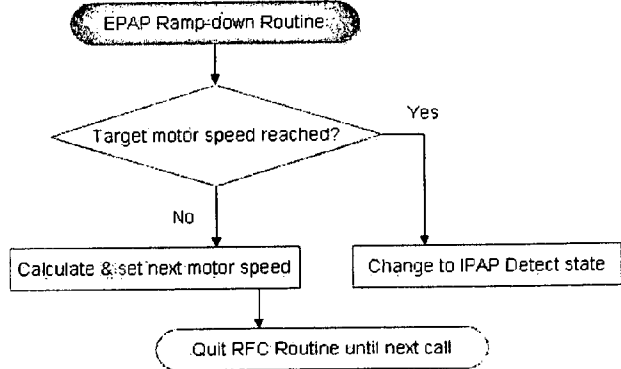 EPAP Ramp-down Routine
Target motor speed reached?
Yes
No
Calculate & set next motor speed
Change to IPAP Detect state
Quit RFC Routine until next call